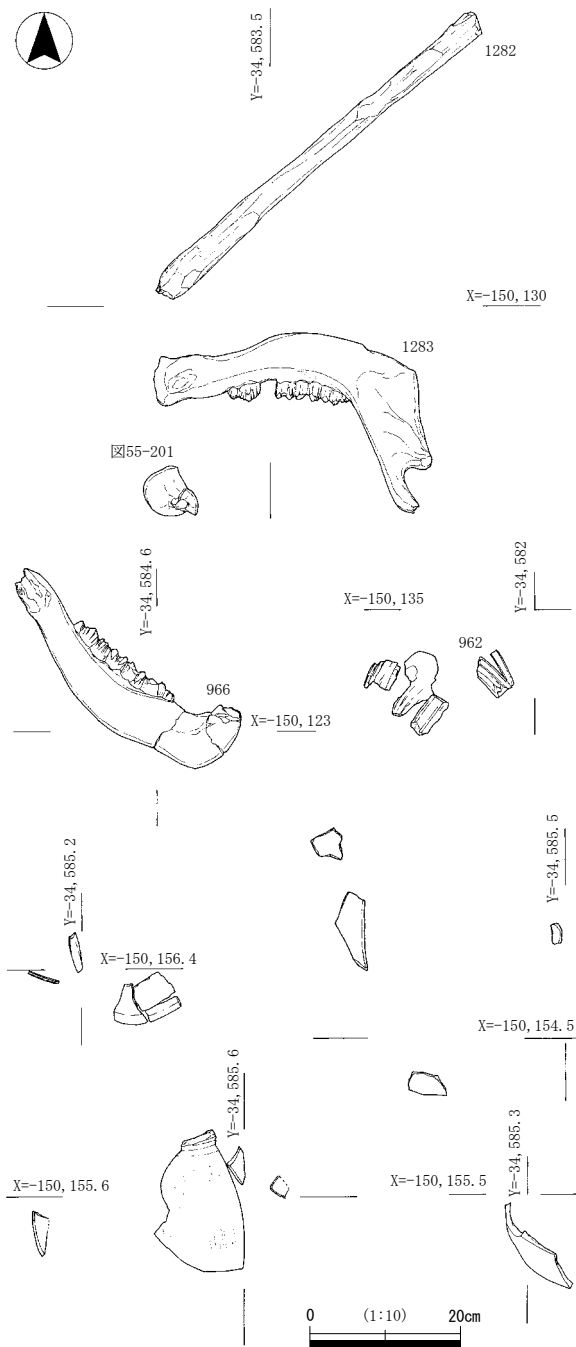 Y=-34,583.5
1282
X=-150,130
1283
図55-201
Y=-34,584.6
966
X=-150,123
Y=-34,582
X=-150,135
962
Y=-34,585.2
X=-150,156.4
Y=-34,585.5
X=-150,154.5
Y=-34,585.6
X=-150,155.6
Y=-34,585.3
X=-150,155.5
0 (1:10) 20cm